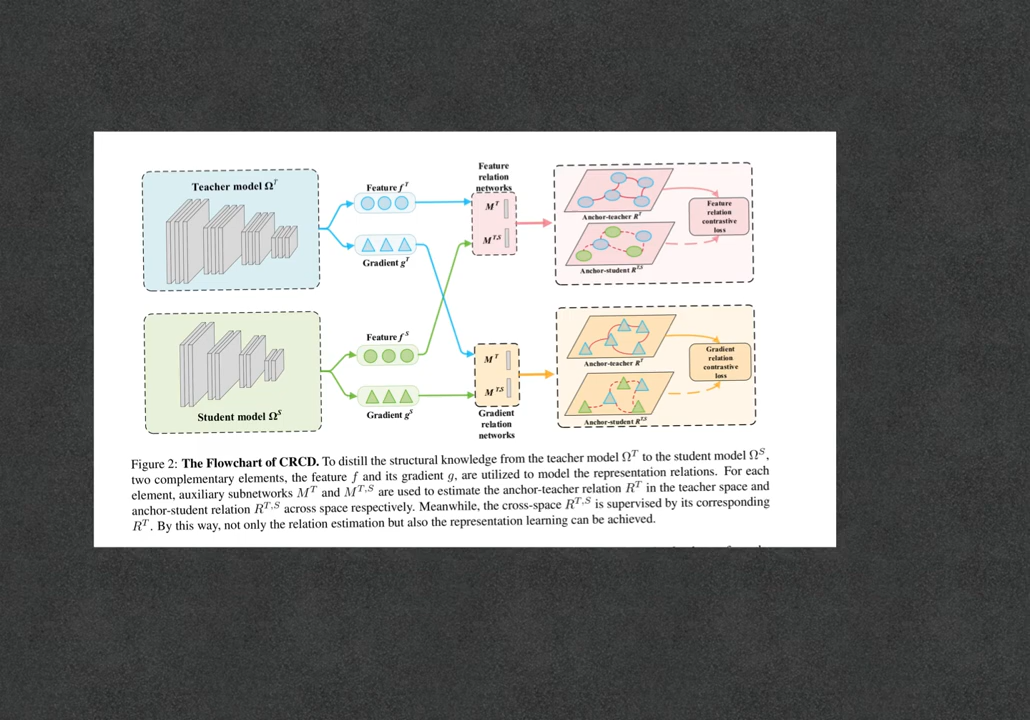 Feature
relation
networks
Teacher model Ω^T
Feature f^T
M^T
M^{T,S}
Gradient g^T
Anchor-teacher R^T
Anchor-student R^{T,S}
Feature
relation
contrastive
loss
Feature f^S
M^T
M^{T,S}
Student model Ω^S
Gradient g^S
Gradient
relation
networks
Anchor-teacher R^T
Anchor-student R^{T,S}
Gradient
relation
contrastive
loss
Figure 2: The Flowchart of CRCD. To distill the structural knowledge from the teacher model Ω^T to the student model Ω^S,
two complementary elements, the feature f and its gradient g, are utilized to model the representation relations. For each
element, auxiliary subnetworks M^T and M^{T,S} are used to estimate the anchor-teacher relation R^T in the teacher space and
anchor-student relation R^{T,S} across space respectively. Meanwhile, the cross-space R^{T,S} is supervised by its corresponding
R^T. By this way, not only the relation estimation but also the representation learning can be achieved.